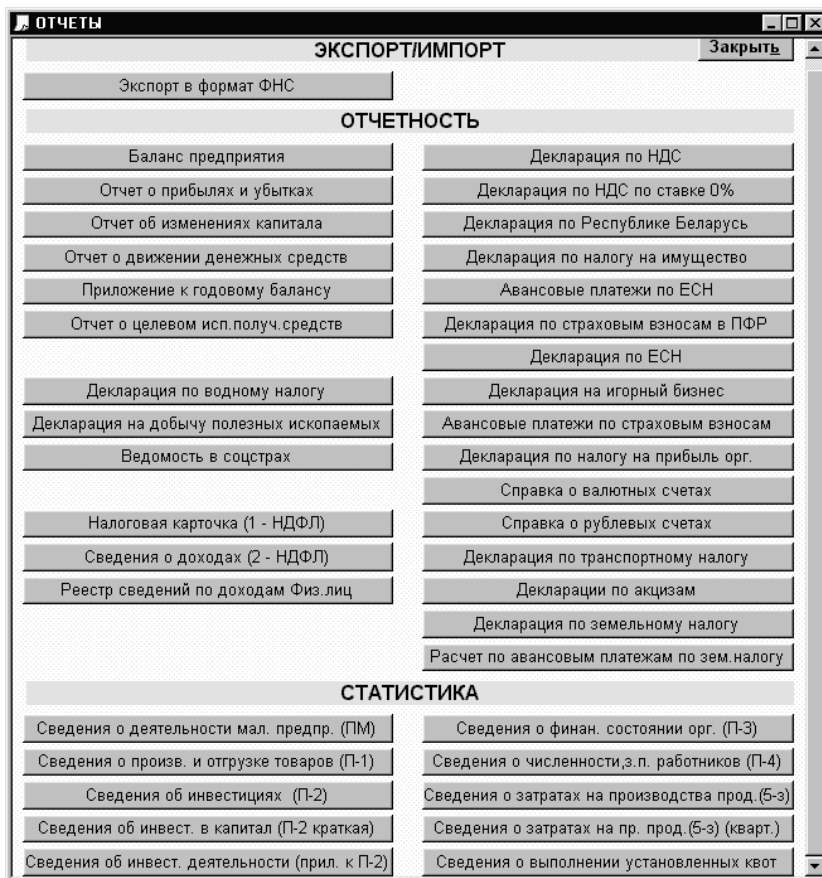 ОТЧЕТЫ
ЭКСПОРТ/ИМПОРТ
Закрыть
Экспорт в формат ФНС
ОТЧЕТНОСТЬ
Баланс предприятия
Декларация по НДС
Отчет о прибылях и убытках
Декларация по НДС по ставке 0%
Отчет об изменениях капитала
Декларация по Республике Беларусь
Отчет о движении денежных средств
Декларация по налогу на имущество
Приложение к годовому балансу
Авансовые платежи по ЕСН
Отчет о целевом исп.получ.средств
Декларация по страховым взносам в ПФР
Декларация по ЕСН
Декларация по водному налогу
Декларация на игорный бизнес
Декларация на добычу полезных ископаемых
Авансовые платежи по страховым взносам
Ведомость в соцстрах
Декларация по налогу на прибыль орг.
Справка о валютных счетах
Налоговая карточка (1 - НДФЛ)
Справка о рублевых счетах
Сведения о доходах (2 - НДФЛ)
Декларация по транспортному налогу
Реестр сведений по доходам Физ.лиц
Декларации по акцизам
Декларация по земельному налогу
Расчет по авансовым платежам по зем.налогу
СТАТИСТИКА
Сведения о деятельности мал. предпр. (ПМ)
Сведения о финан. состоянии орг. (П-3)
Сведения о произв. и отгрузке товаров (П-1)
Сведения о численности,з.п. работников (П-4)
Сведения об инвестициях (П-2)
Сведения о затратах на производства прод.(5-з)
Сведения об инвест. в капитал (П-2 краткая)
Сведения о затратах на пр. прод.(5-з) (кварт.)
Сведения об инвест. деятельности (прил. к П-2)
Сведения о выполнении установленных квот